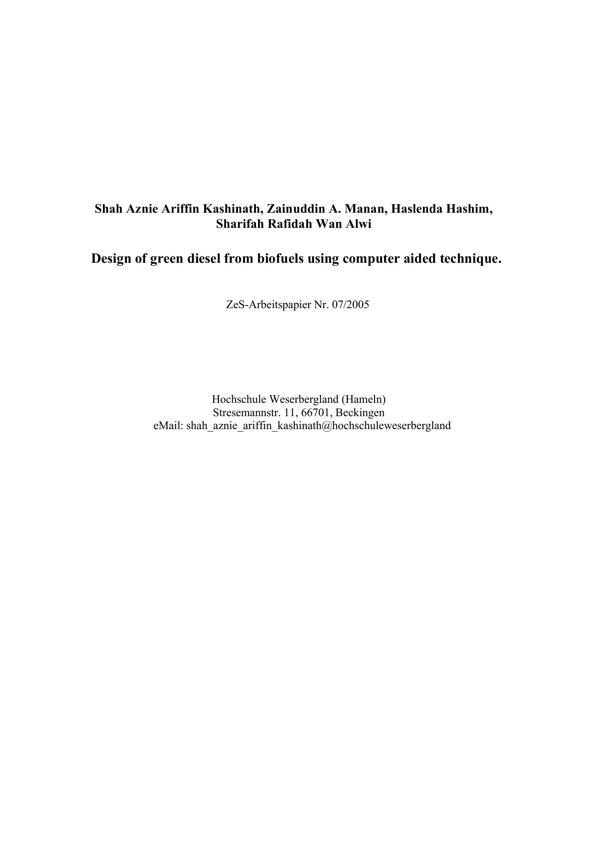 Shah Aznie Ariffin Kashinath, Zainuddin A. Manan, Haslenda Hashim,
Sharifah Rafidah Wan Alwi
Design of green diesel from biofuels using computer aided technique.
ZeS-Arbeitspapier Nr. 07/2005
Hochschule Weserbergland (Hameln)
Stresemannstr. 11, 66701, Beckingen
eMail: shah_aznie_ariffin_kashinath@hochschuleweserbergland